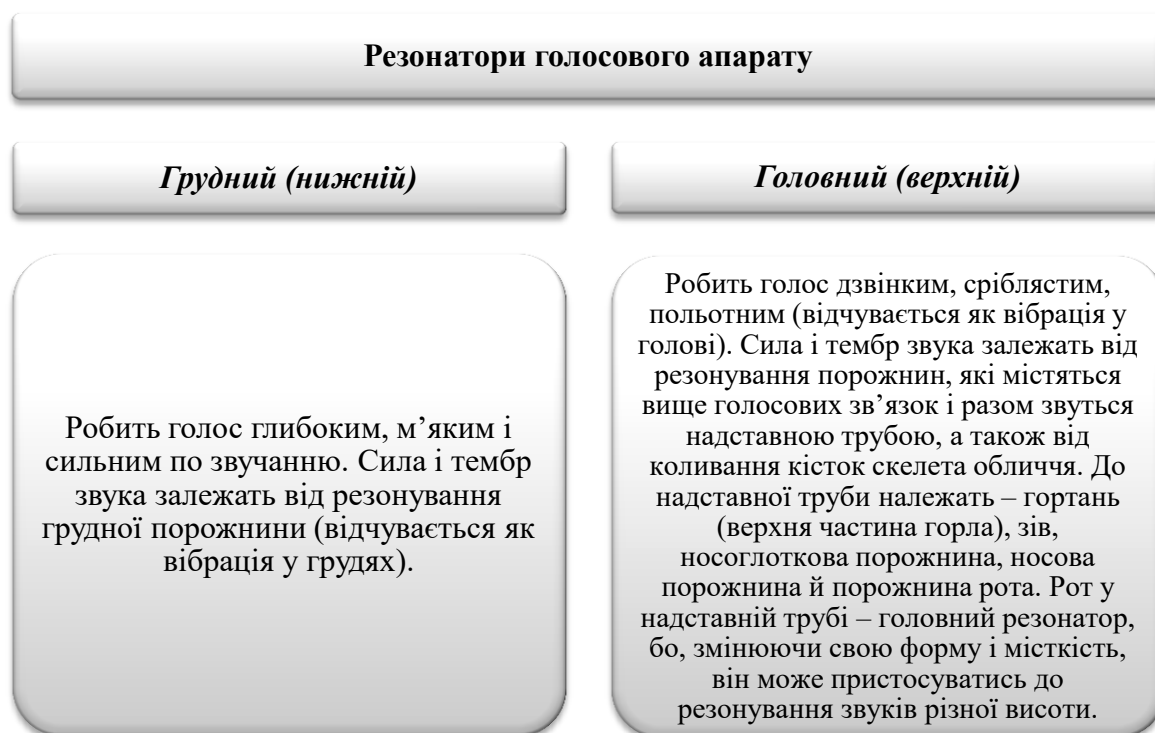 Резонатори голосового апарату
Грудний (нижній)
Робить голос глибоким, м’яким і
сильним по звучанню. Сила і тембр
звука залежать від резонування
грудної порожнини (відчувається як
вібрація у грудях).
Головний (верхній)
Робить голос дзвінким, сріблястим,
польотним (відчувається як вібрація у
голові). Сила і тембр звука залежать від
резонування порожнин, які містяться
вище голосових зв’язок і разом звуться
надставною трубою, а також від
коливання кісток скелета обличчя. До
надставної труби належать – гортань
(верхня частина горла), зів,
носоглоткова порожнина, носова
порожнина й порожнина рота. Рот у
надставній трубі – головний резонатор,
бо, змінюючи свою форму і місткість,
він може пристосуватись до
резонування звуків різної висоти.